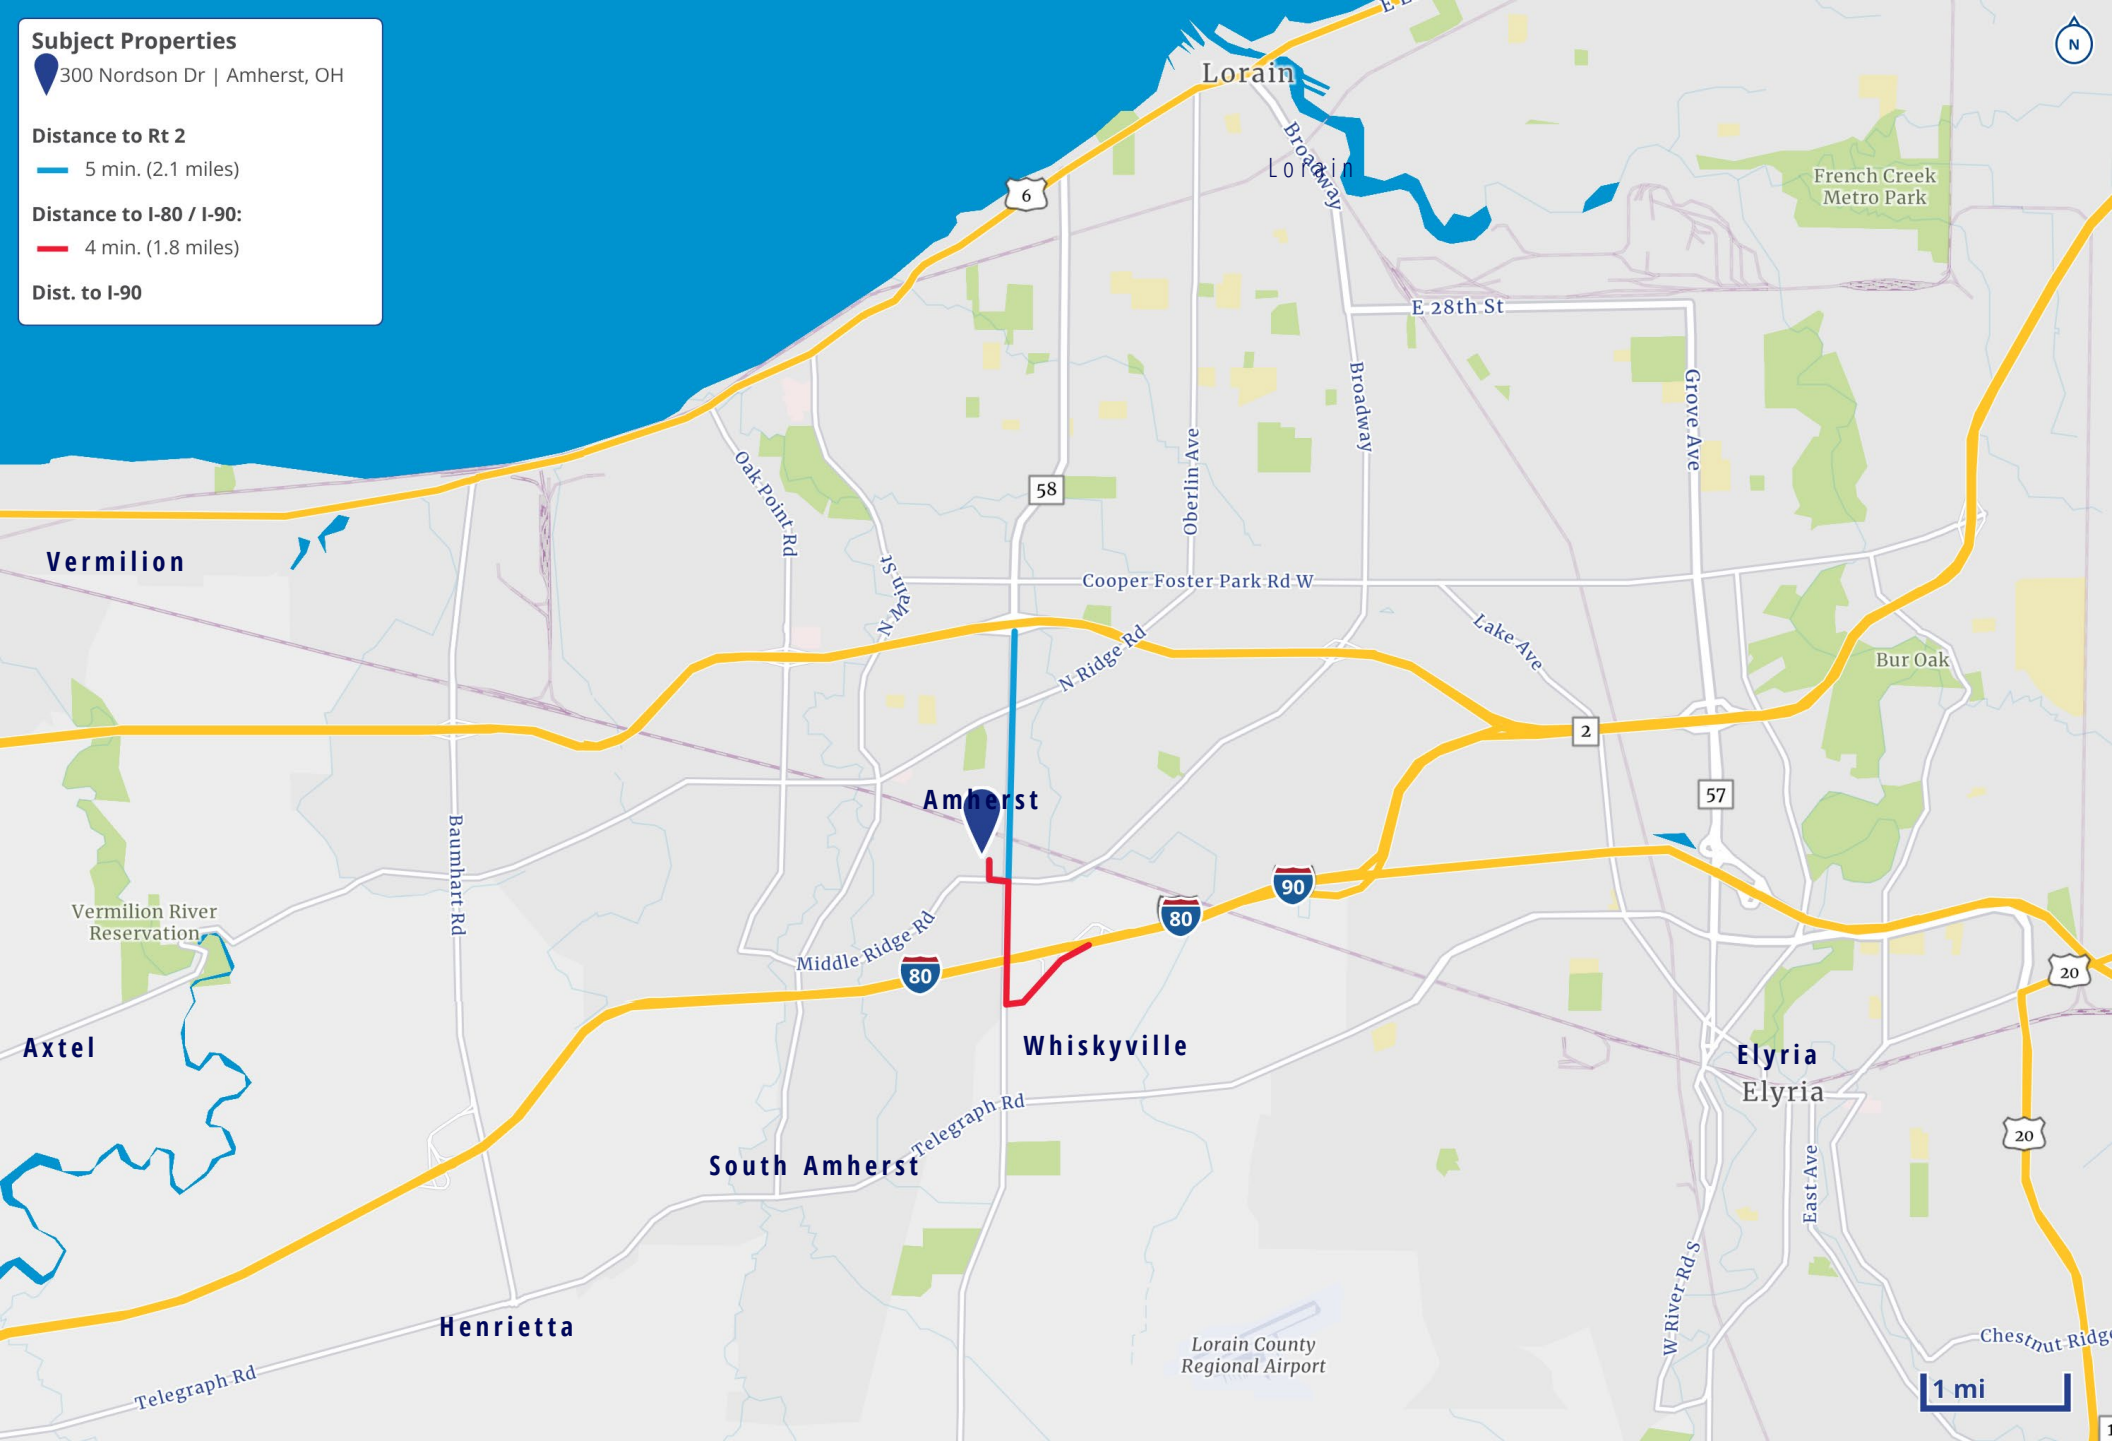 Subject Properties
300 Nordson Dr | Amherst, OH
Distance to Rt 2
5 min. (2.1 miles)
Distance to I-80 / I-90:
4 min. (1.8 miles)
Dist. to I-90
N
Lorain
Broadway
Lorain
French Creek
Metro Park
6
E 28th St
Broadway
Grove Ave
Oak Point Rd
58
Oberlin Ave
Vermilion
N Main St
Cooper Foster Park Rd W
N Ridge Rd
Lake Ave
Bur Oak
2
57
Amherst
Baumhart Rd
90
80
Vermilion River
Reservation
Middle Ridge Rd
80
20
Axtel
Whiskyville
Elyria
Elyria
Telegraph Rd
20
South Amherst
East Ave
Henrietta
W River Rd S
Lorain County
Regional Airport
Chestnut Ridge
Telegraph Rd
1 mi